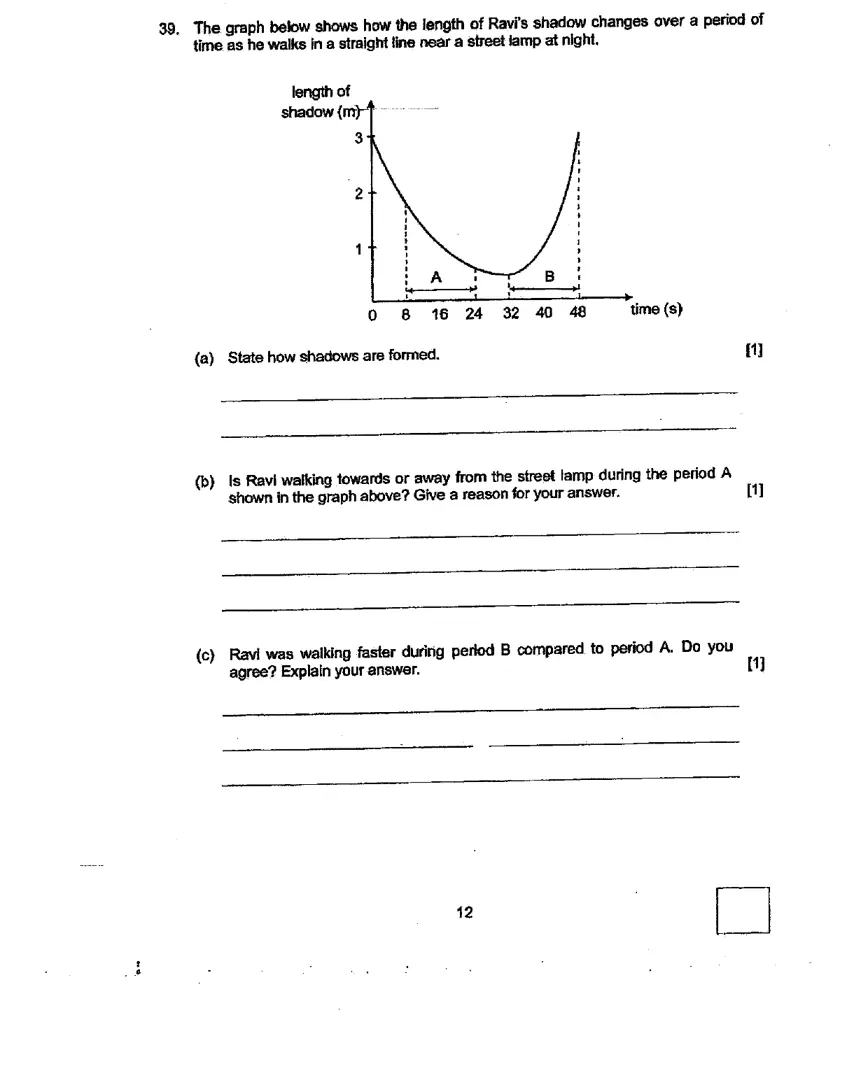 39. The graph below shows how the length of Ravi's shadow changes over a period of
time as he walks in a straight line near a street lamp at night.
length of
shadow (m)
3
2
1
A B
0 8 16 24 32 40 48 time (s)
(a) State how shadows are formed. [1]
(b) Is Ravi walking towards or away from the street lamp during the period A
shown in the graph above? Give a reason for your answer. [1]
(c) Ravi was walking faster during period B compared to period A. Do you
agree? Explain your answer. [1]
12